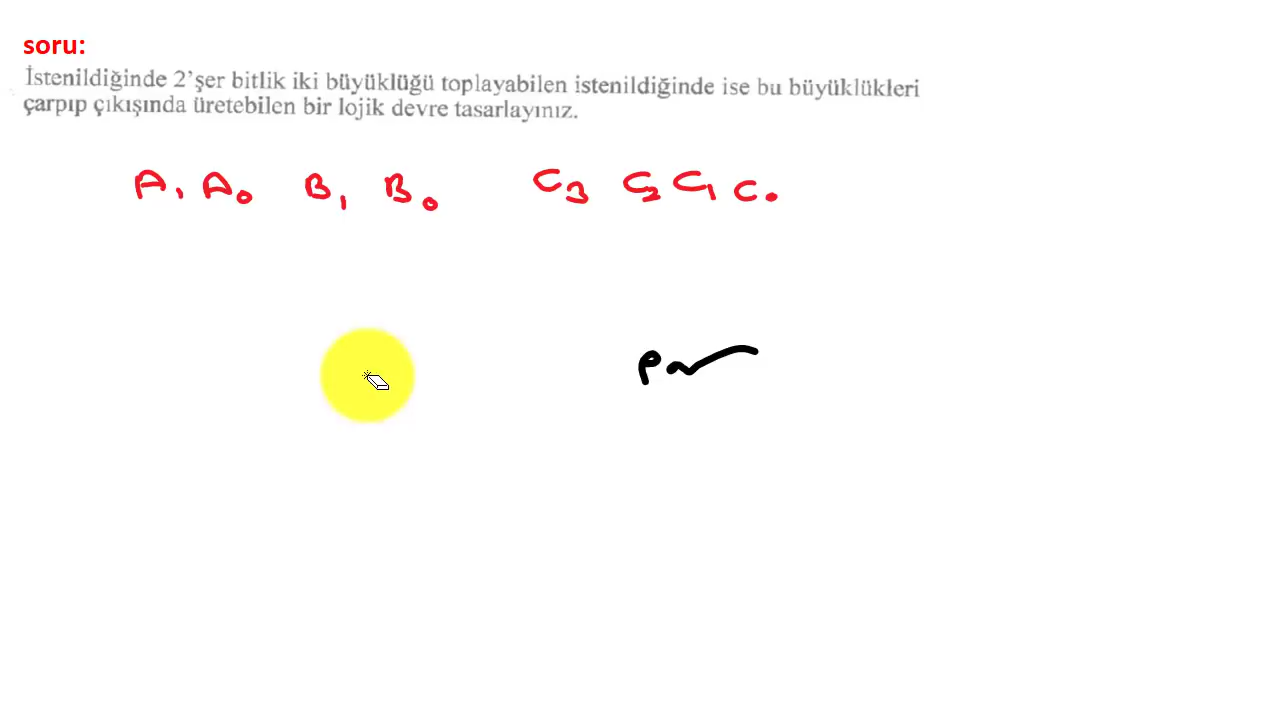 soru:
İstenildiğinde 2'şer bitlik iki büyüklüğü toplayabilen istenildiğinde ise bu büyüklükleri
çarpıp çıkışında üretebilen bir lojik devre tasarlayınız.
A₁ A₀ B₁ B₀ C₃ C₂ C₁ C₀